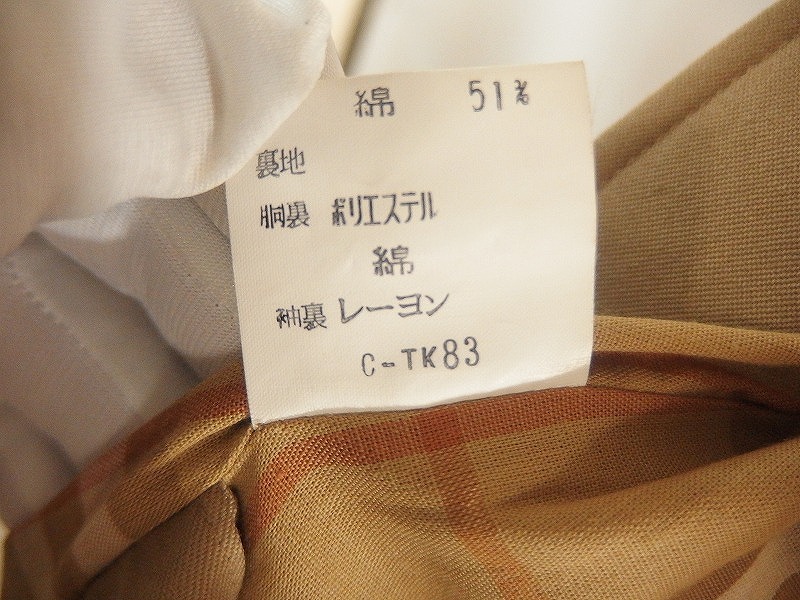 綿 51%
裏地
胴裏 ポリエステル
綿
袖裏 レーヨン
C-TK83